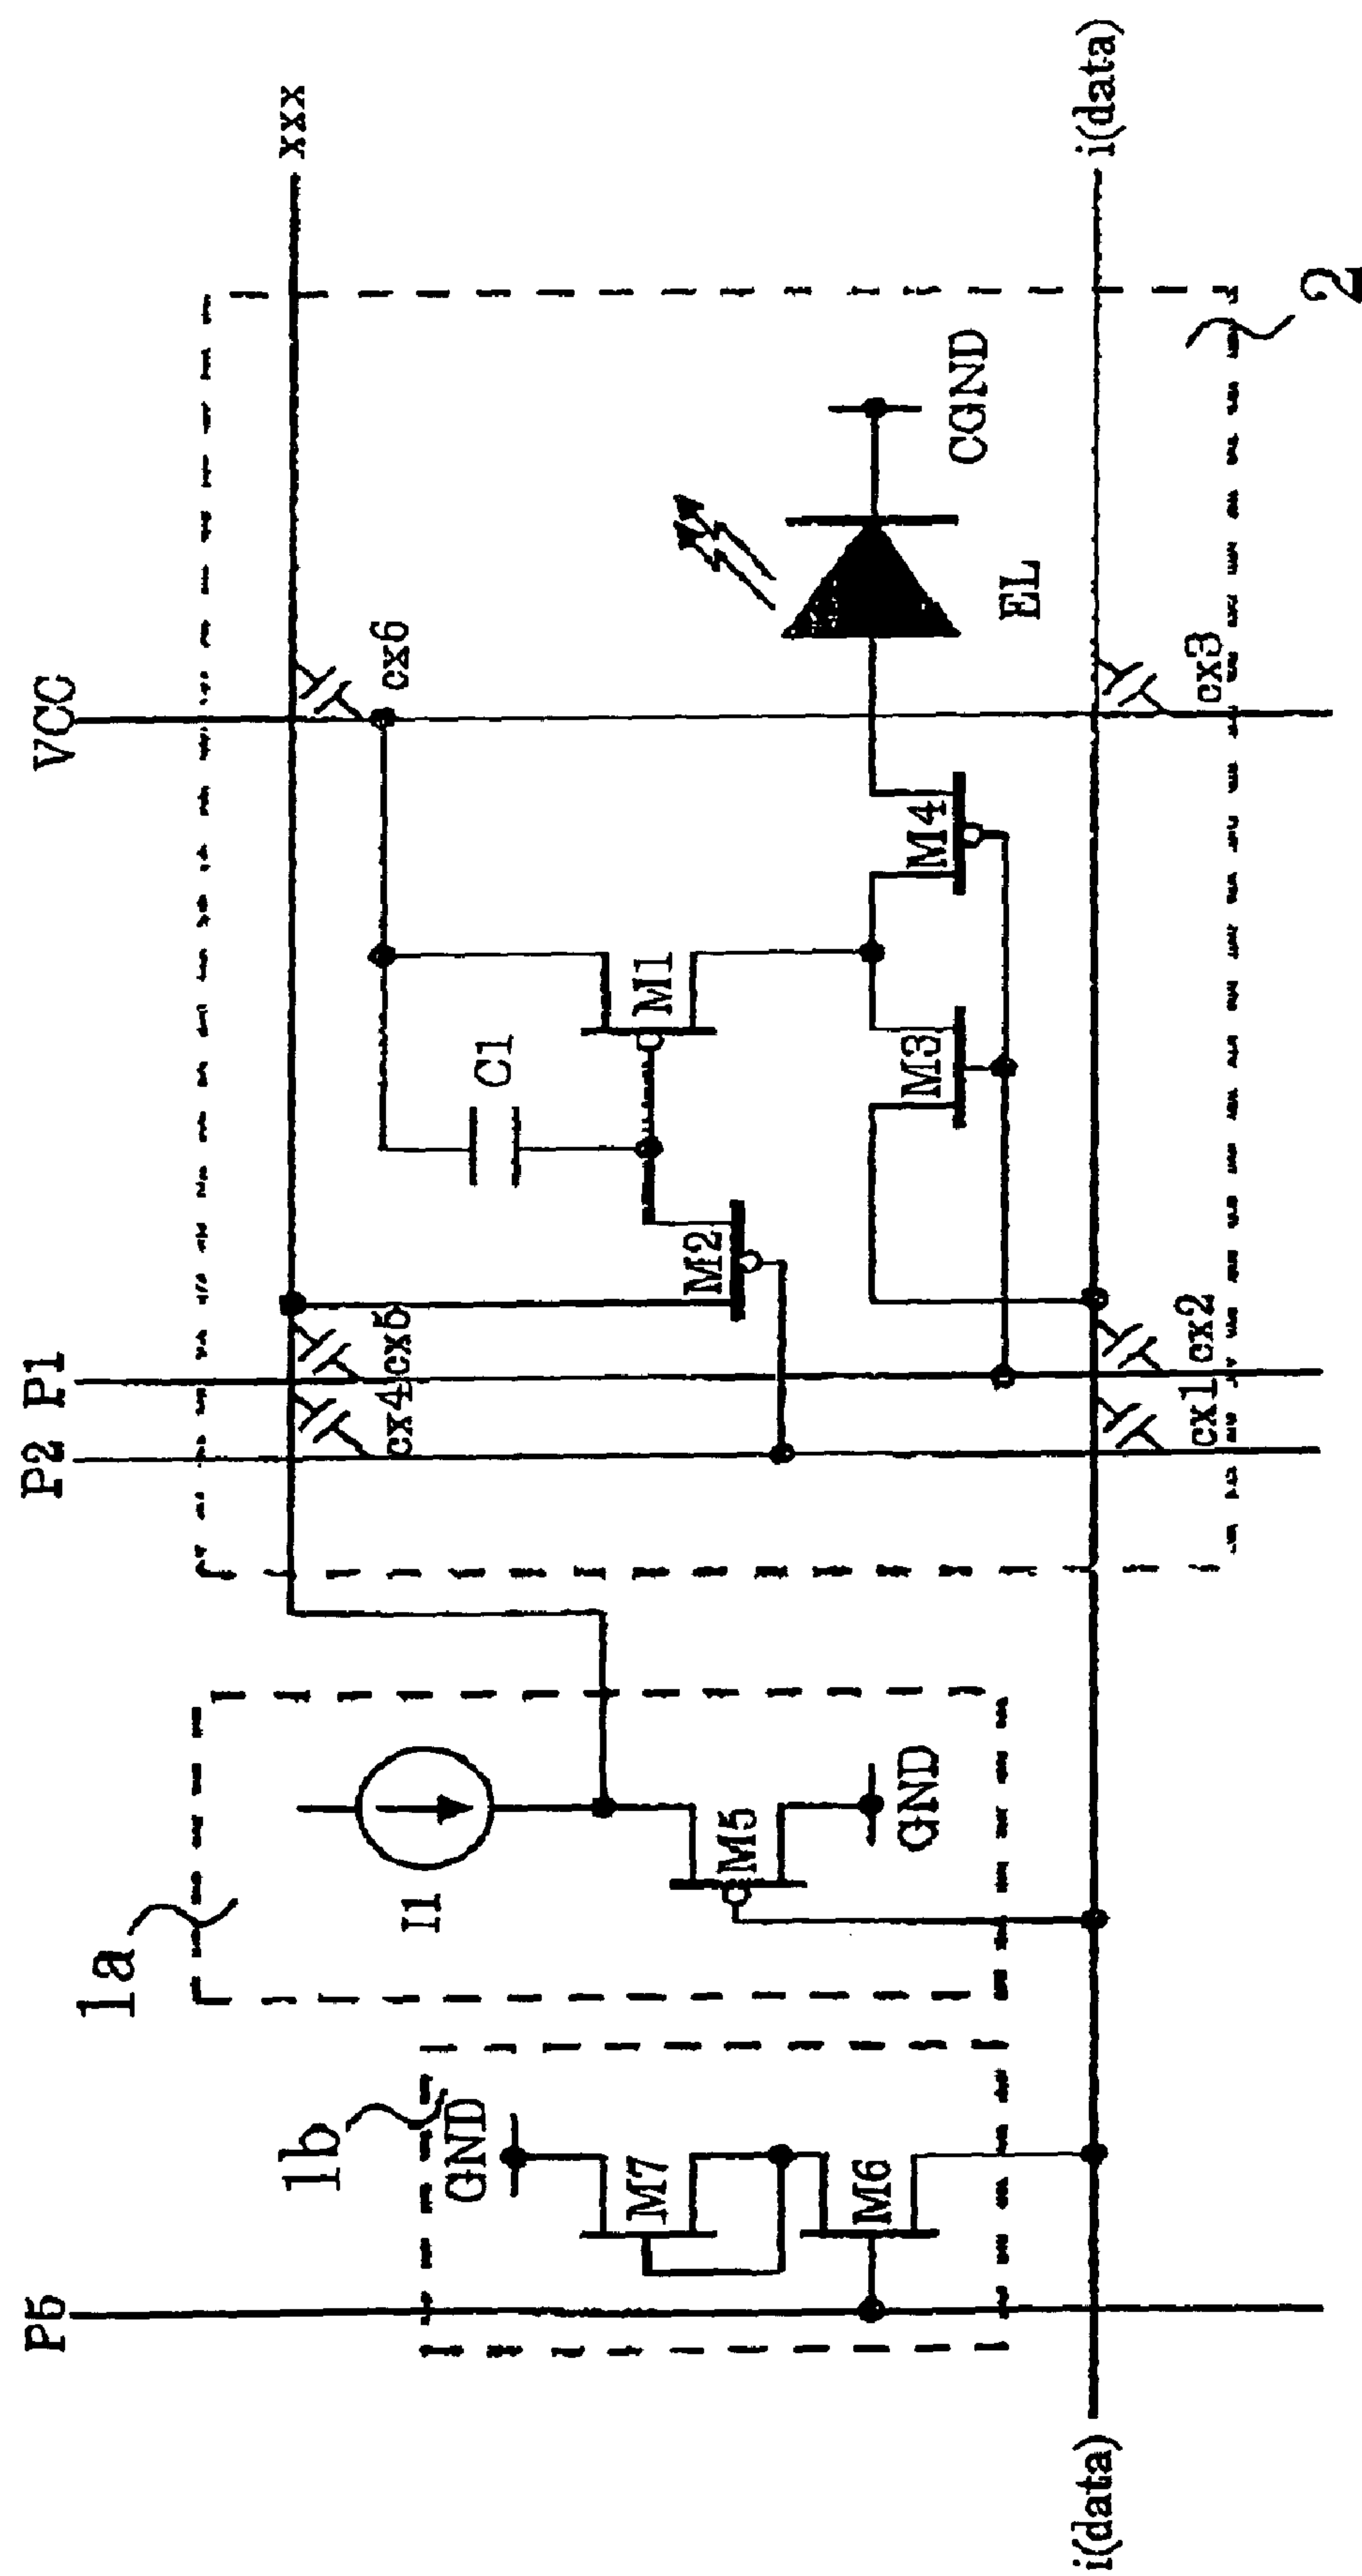 xxx
i(data)
2
CGND
EL
VCC
cx6
cx3
M4
M1
C1
M3
M2
cx5
cx2
P1
cx4
cx1
P2
GND
M5
I1
1a
1b
GND
M7
M6
P5
i(data)